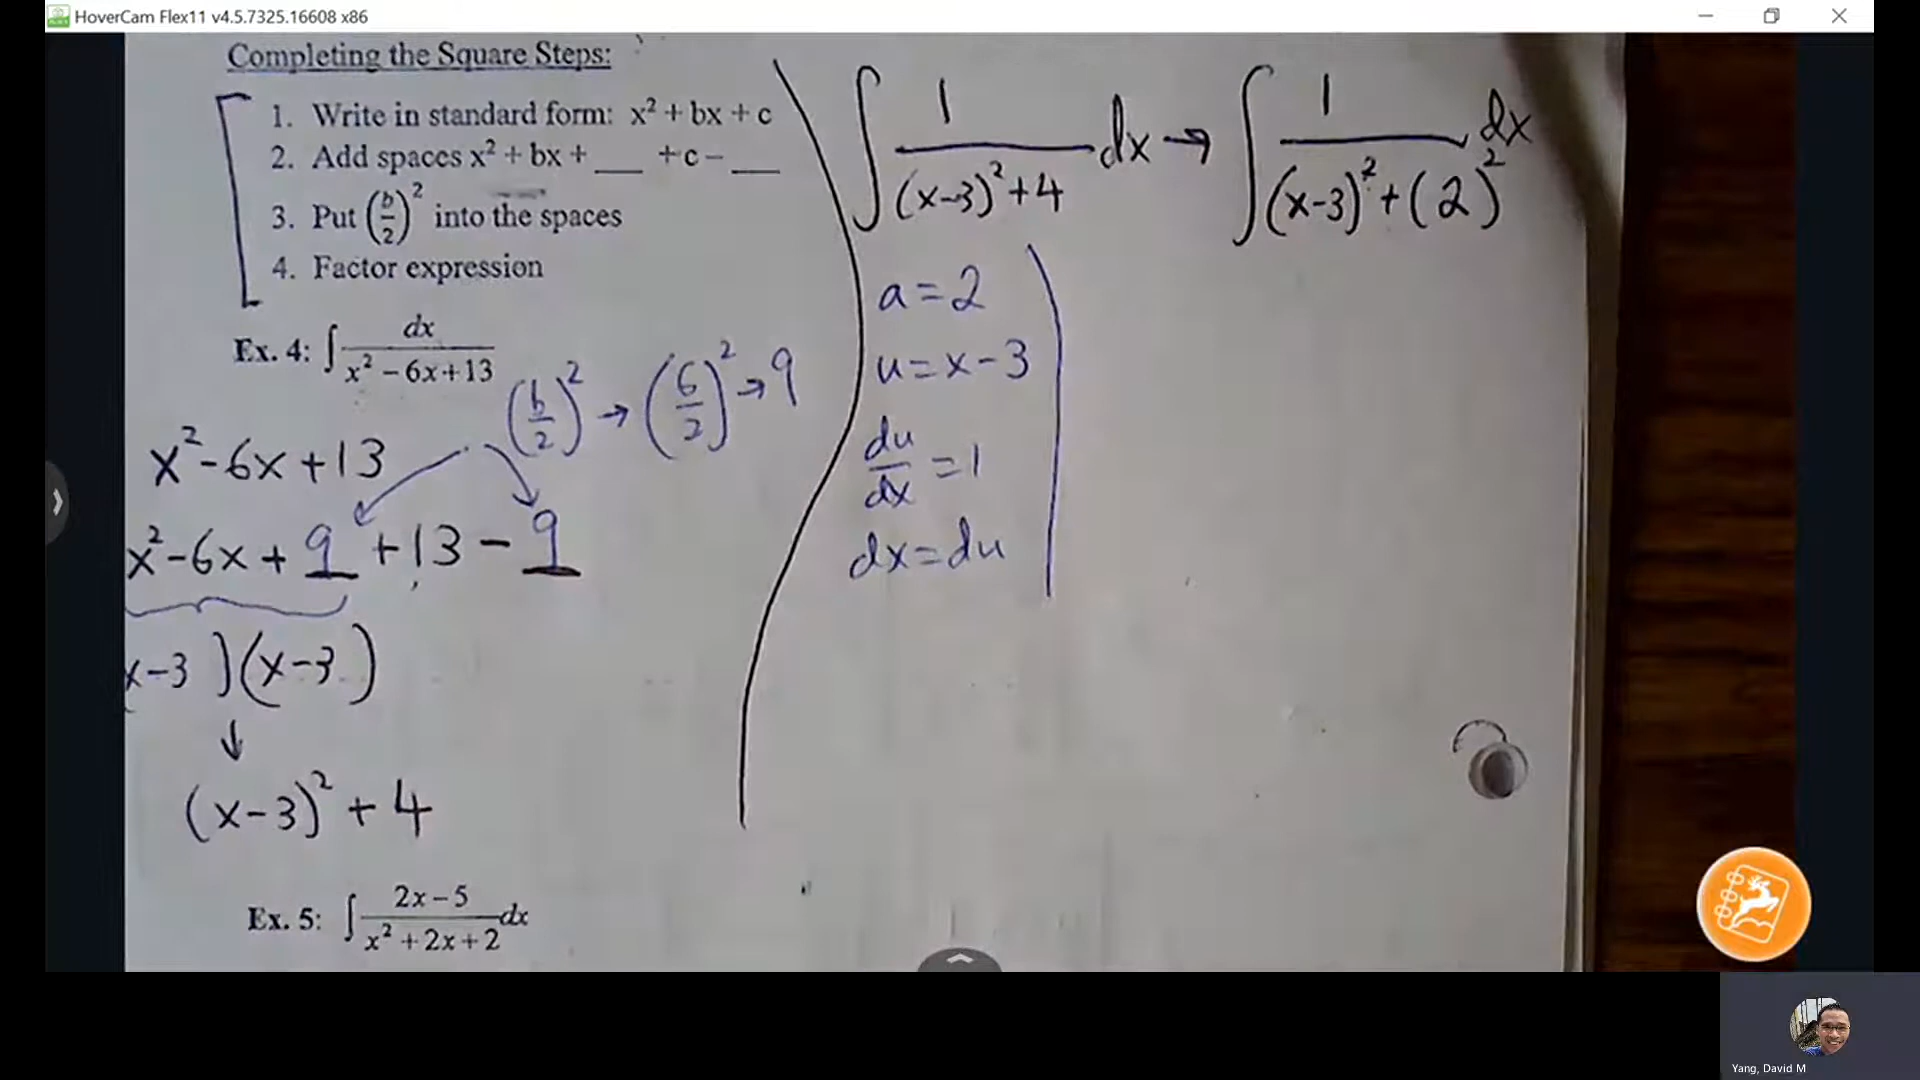 HoverCam Flex11 v4.5.7325.16608 x86
Completing the Square Steps:
1. Write in standard form: x² + bx + c
2. Add spaces x² + bx + ___ + c – ___
3. Put (b/2)² into the spaces
4. Factor expression
Ex. 4: ∫ dx / (x² – 6x + 13)
(b/2)² → (6/2)² → 9
x² - 6x + 13
x² - 6x + 9 + 13 - 9
x-3 )(x-3 )
↓
(x-3)² + 4
Ex. 5: ∫ (2x – 5) / (x² + 2x + 2) dx
∫ 1 / ((x-3)² + 4) dx → ∫ 1 / ((x-3)² + (2)²) dx
a = 2
u = x - 3
du/dx = 1
dx = du
Yang, David M